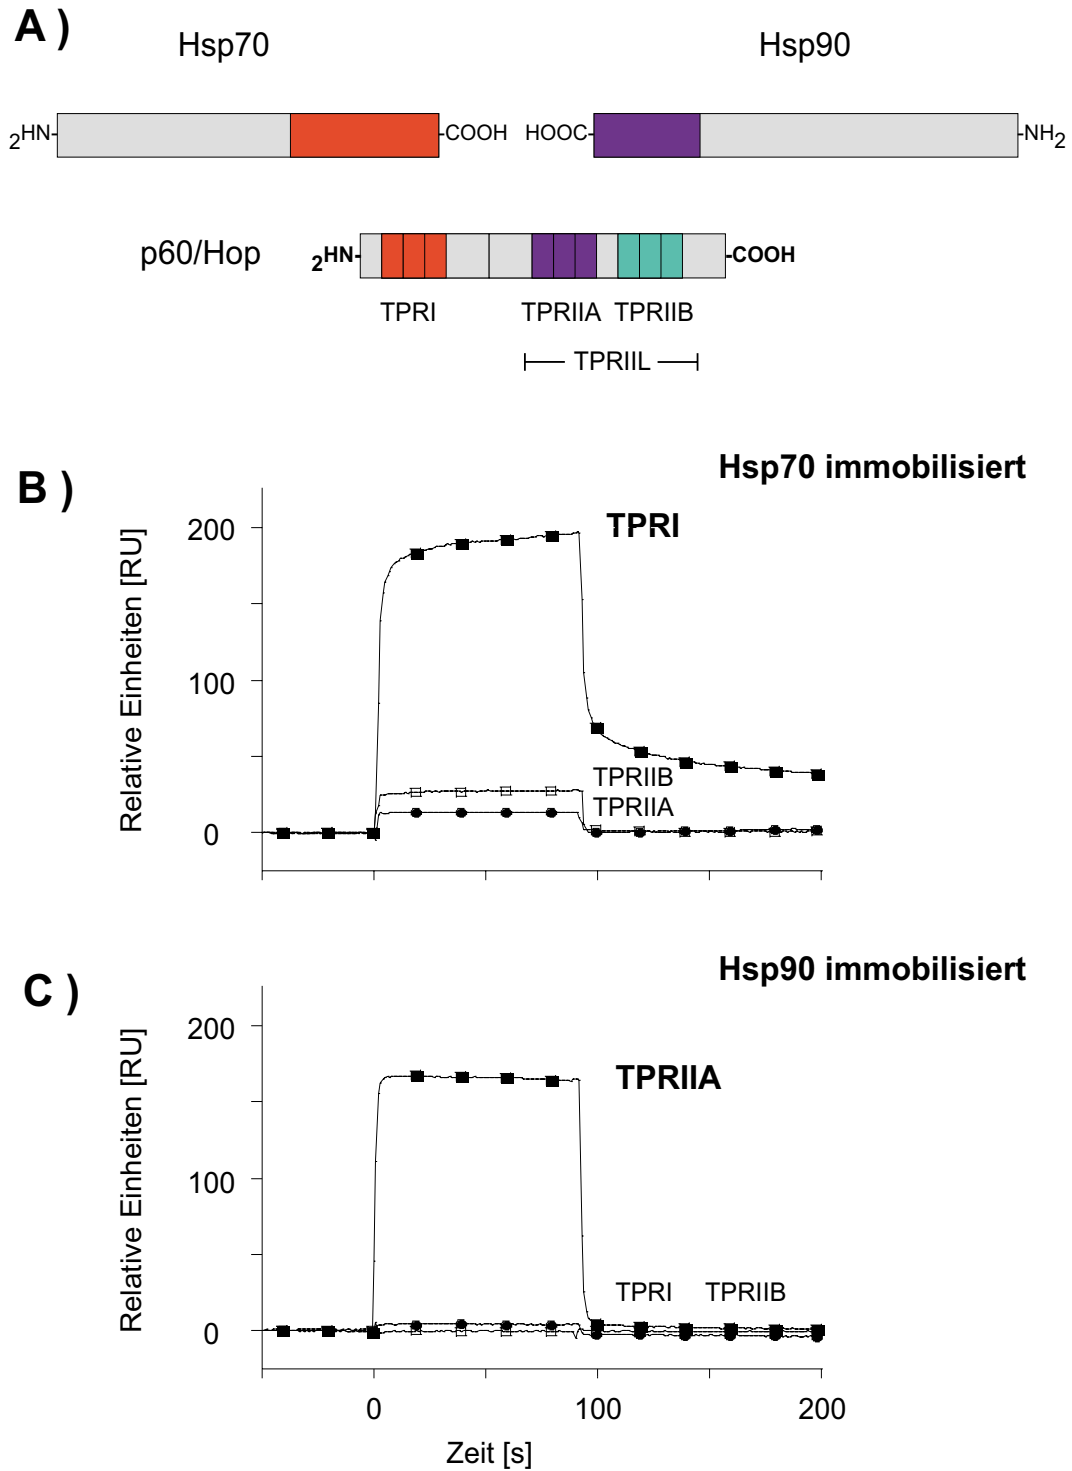 A )
Hsp70 Hsp90
2HN- -COOH HOOC- -NH2
p60/Hop 2HN- -COOH
TPRI TPRIIA TPRIIB
TPRIIL
B )
Hsp70 immobilisiert
Relative Einheiten [RU]
200
100
0
TPRI
TPRIIB
TPRIIA
C )
Hsp90 immobilisiert
Relative Einheiten [RU]
200
100
0
TPRIIA
TPRI TPRIIB
0 100 200
Zeit [s]